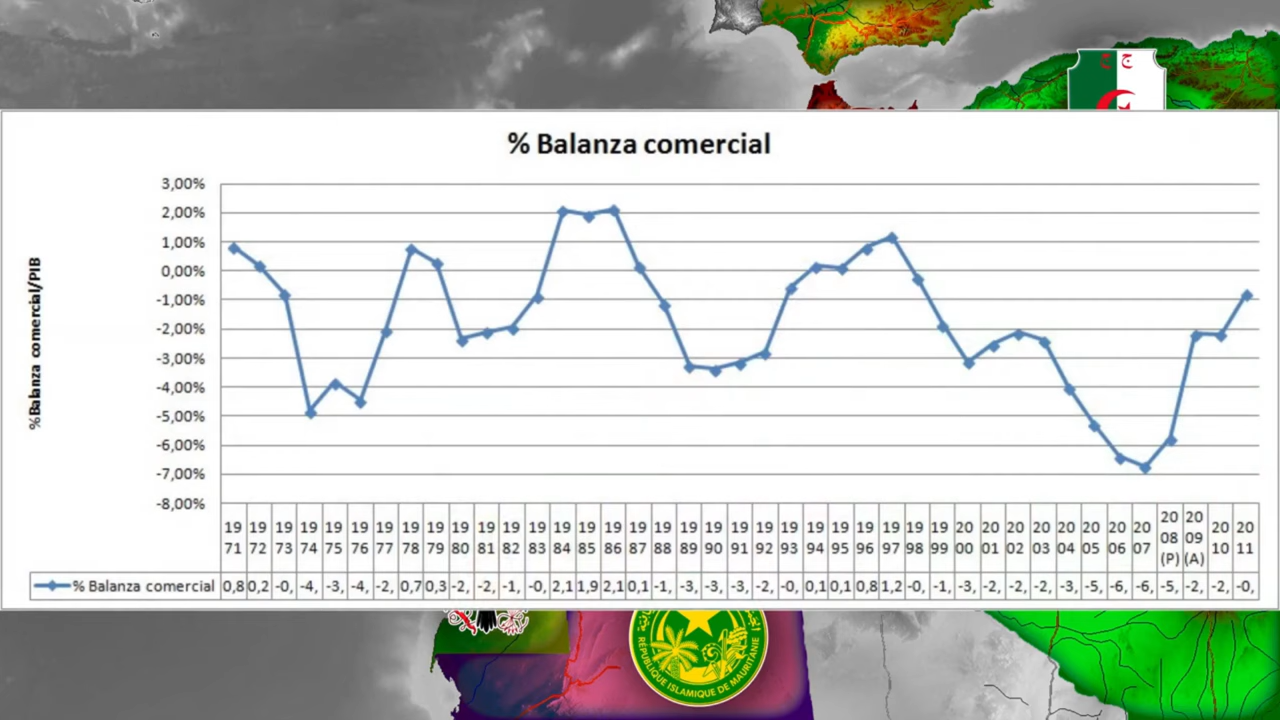 ج ج
% Balanza comercial
%Balanza comercial/PIB
3,00%
2,00%
1,00%
0,00%
-1,00%
-2,00%
-3,00%
-4,00%
-5,00%
-6,00%
-7,00%
-8,00%
19 71 19 72 19 73 19 74 19 75 19 76 19 77 19 78 19 79 19 80 19 81 19 82 19 83 19 84 19 85 19 86 19 87 19 88 19 89 19 90 19 91 19 92 19 93 19 94 19 95 19 96 19 97 19 98 19 99 20 00 20 01 20 02 20 03 20 04 20 05 20 06 20 07 20 08 (P) 20 09 (A) 20 10 20 11
% Balanza comercial 0,8 0,2 -0, -4, -3, -4, -2, 0,7 0,3 -2, -2, -1, -0, 2,1 1,9 2,1 0,1 -1, -3, -3, -3, -2, -0, 0,1 0,1 0,8 1,2 -0, -1, -3, -2, -2, -2, -3, -5, -6, -6, -5, -2, -2, -0,
RÉPUBLIQUE ISLAMIQUE DE MAURITANIE